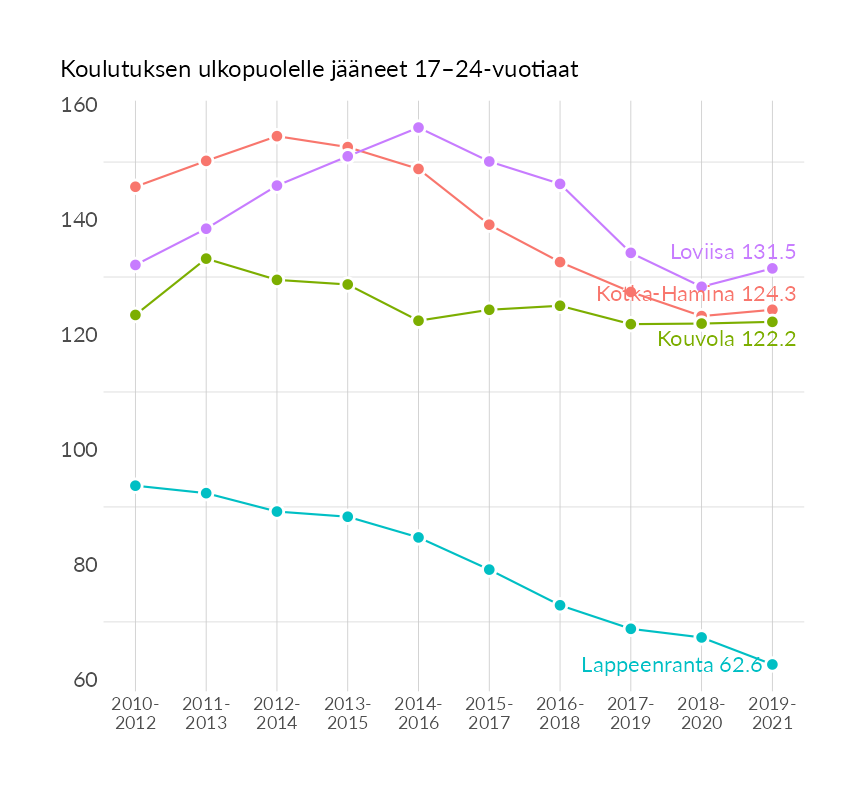 Koulutuksen ulkopuolelle jääneet 17–24-vuotiaat
160
140
120
100
80
60
Loviisa 131.5
Kotka-Hamina 124.3
Kouvola 122.2
Lappeenranta 62.6
2010- 2011- 2012- 2013- 2014- 2015- 2016- 2017- 2018- 2019-
2012 2013 2014 2015 2016 2017 2018 2019 2020 2021